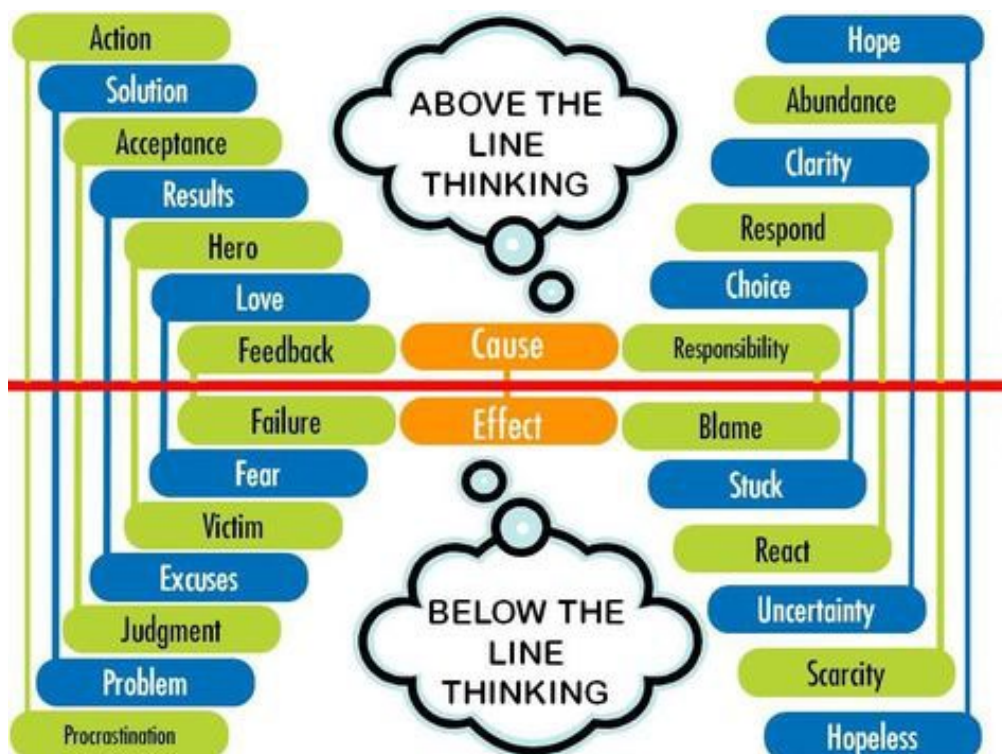 Action
Solution
Acceptance
Results
Hero
Love
Feedback
ABOVE THE
LINE
THINKING
Cause
Hope
Abundance
Clarity
Respond
Choice
Responsibility
Failure
Fear
Victim
Excuses
Judgment
Problem
Procrastination
Effect
BELOW THE
LINE
THINKING
Blame
Stuck
React
Uncertainty
Scarcity
Hopeless